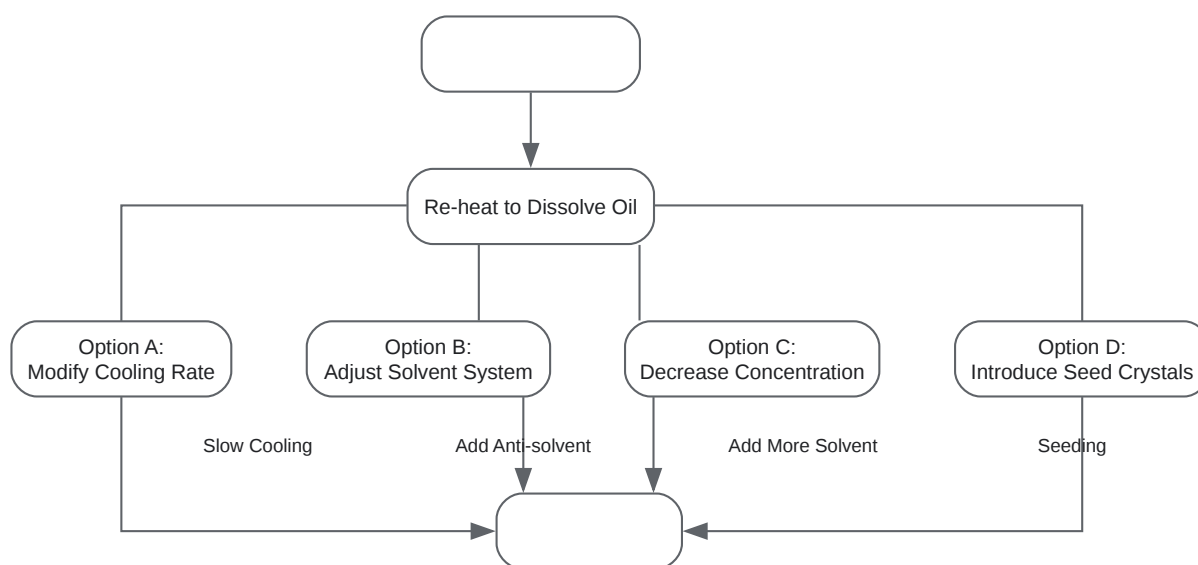 Re-heat to Dissolve Oil
Option A:
Modify Cooling Rate
Option B:
Adjust Solvent System
Option C:
Decrease Concentration
Option D:
Introduce Seed Crystals
Slow Cooling
Add Anti-solvent
Add More Solvent
Seeding